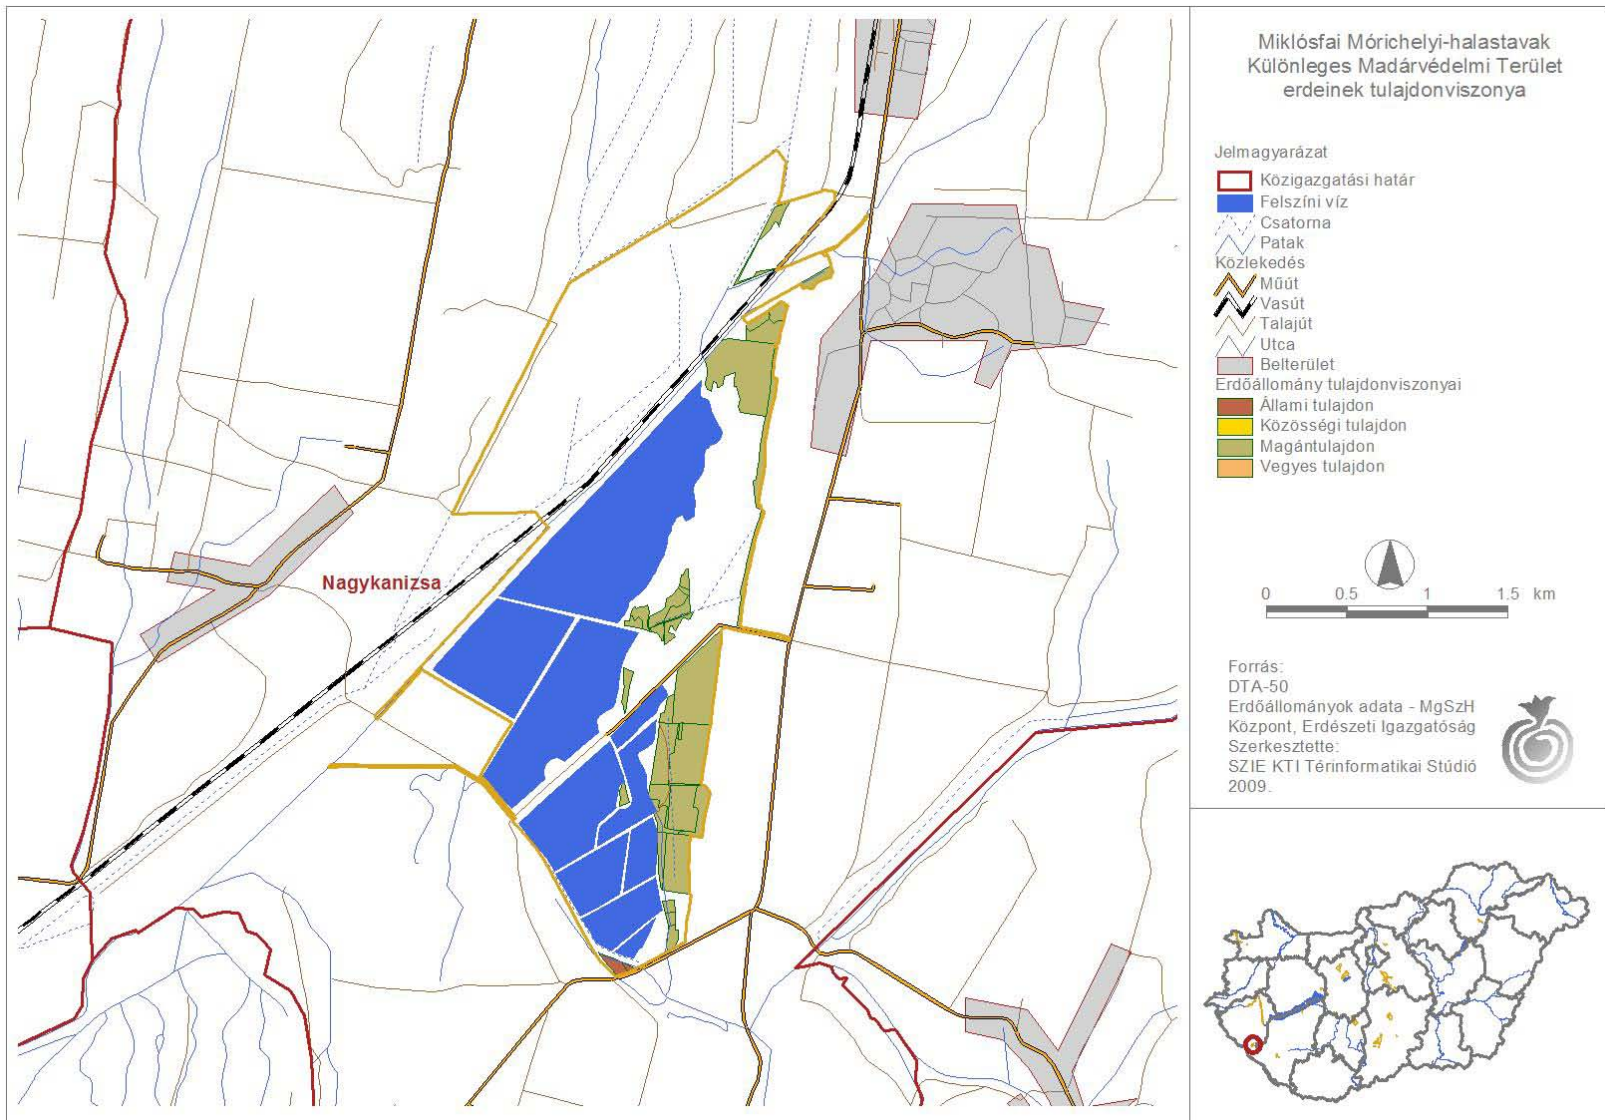 Miklósfai Mórichelyi-halastavak
Különleges Madárvédelmi Terület
erdeinek tulajdonviszonya
Jelmagyarázat
Közigazgatási határ
Felszíni víz
Csatorna
Patak
Közlekedés
Műút
Vasút
Talajút
Utca
Belterület
Erdőállomány tulajdonviszonyai
Állami tulajdon
Közösségi tulajdon
Magántulajdon
Vegyes tulajdon
0 0.5 1 1.5 km
Nagykanizsa
Forrás:
DTA-50
Erdőállományok adata - MgSzH
Központ, Erdészeti Igazgatóság
Szerkesztette:
SZIE KTI Térinformatikai Stúdió
2009.